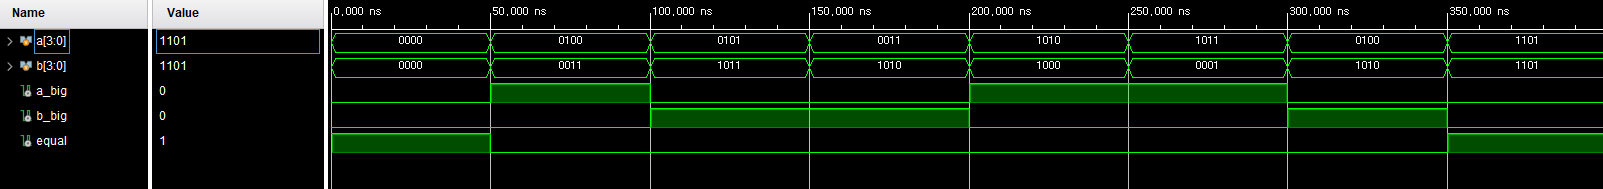 Name Value 0,000 ns 50,000 ns 100,000 ns 150,000 ns 200,000 ns 250,000 ns 300,000 ns 350,000 ns
a[3:0] 1101 0000 0100 0101 0011 1010 1011 0100 1101
b[3:0] 1101 0000 0011 1011 1010 1000 0001 1010 1101
a_big 0
b_big 0
equal 1